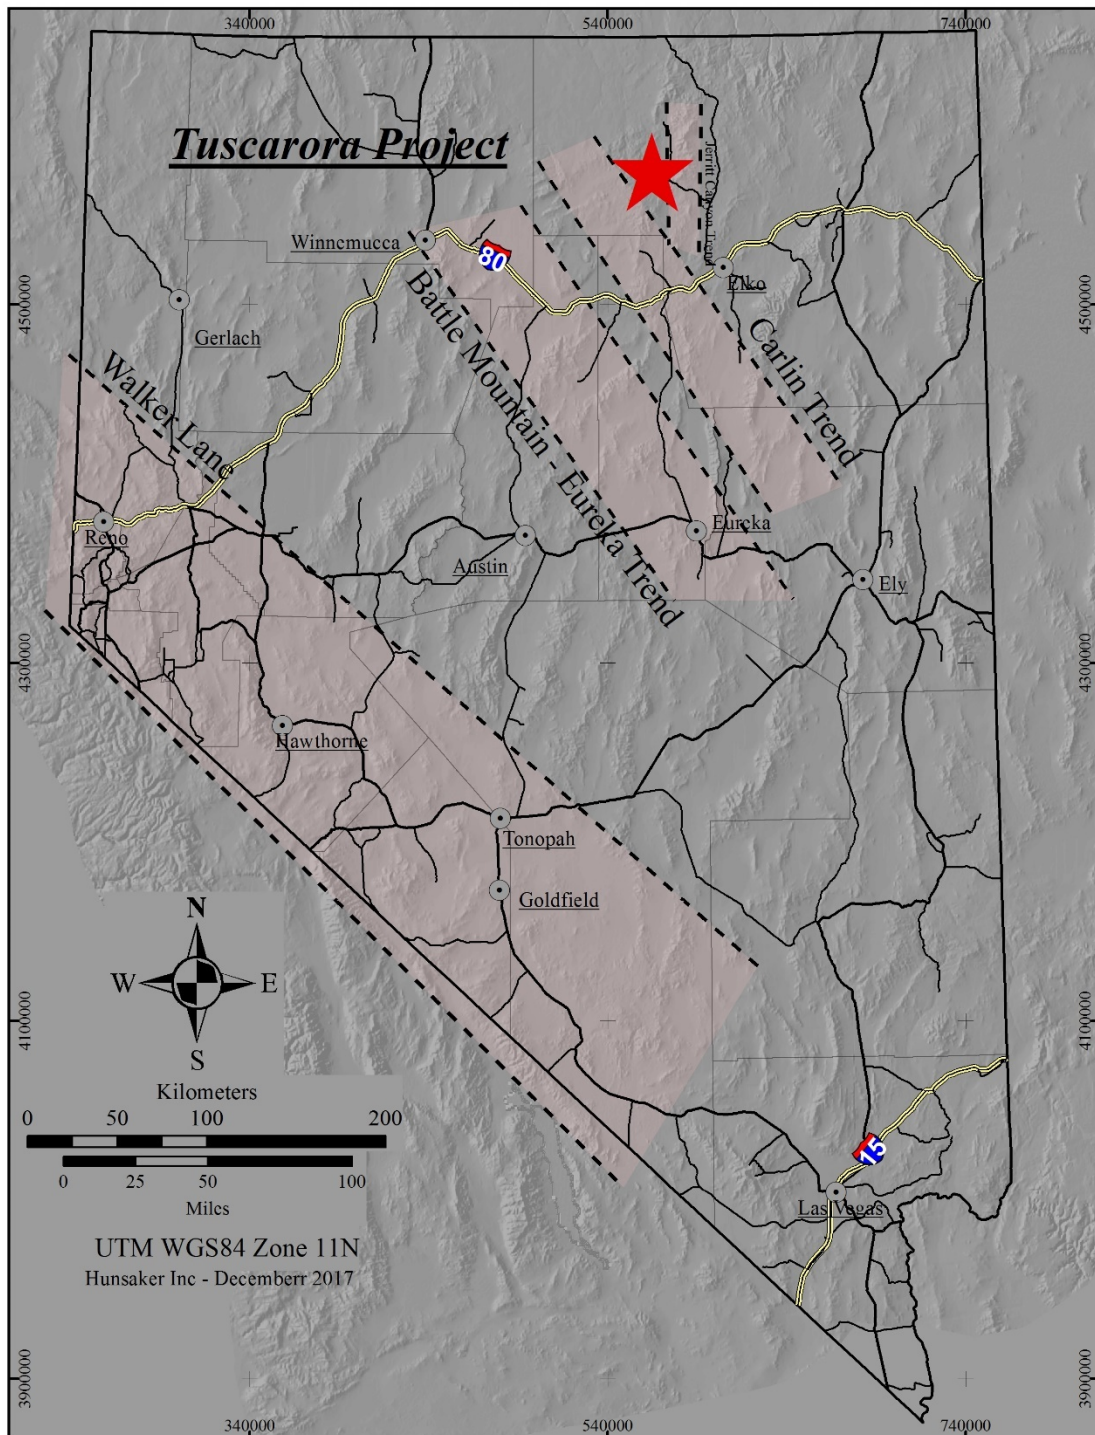 340000
540000
740000
Tuscarora Project
Jerritt Canyon Trend
Winnemucca
80
Elko
4500000
4500000
Gerlach
Battle Mountain - Eureka Trend
Carlin Trend
Walker Lane
Reno
Austin
Eureka
Ely
4300000
4300000
Hawthorne
Tonopah
Goldfield
N
W
E
S
4100000
4100000
Kilometers
0
50
100
200
0
25
50
100
Miles
15
Las Vegas
UTM WGS84 Zone 11N
Hunsaker Inc - Decemberr 2017
3900000
3900000
340000
540000
740000